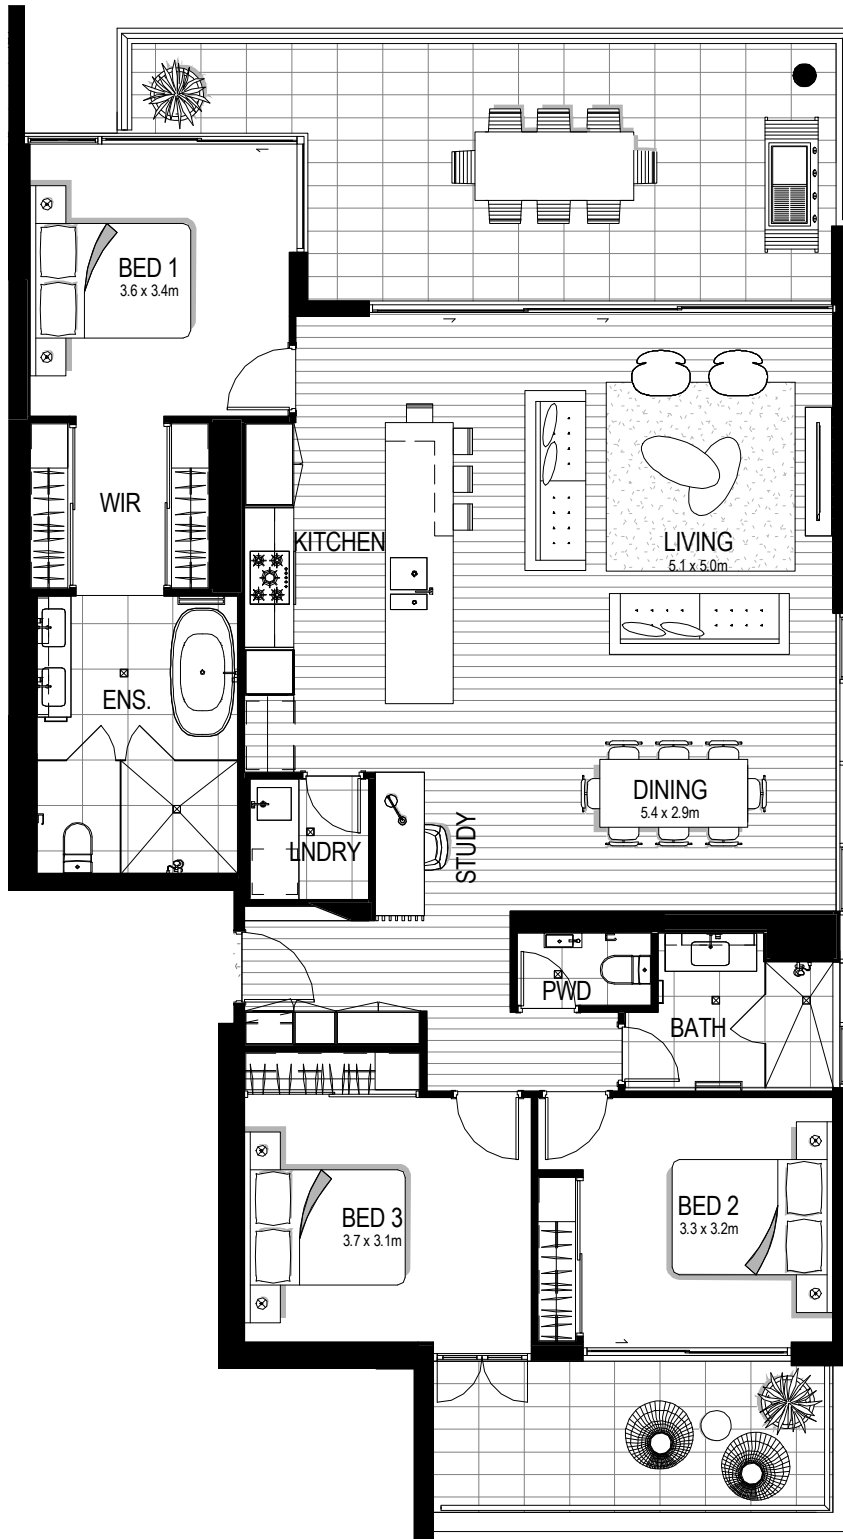 BED 1
3.6 x 3.4m
WIR
KITCHEN
LIVING
5.1 x 5.0m
ENS.
DINING
5.4 x 2.9m
LNDRY
STUDY
PWD
BATH
BED 3
3.7 x 3.1m
BED 2
3.3 x 3.2m